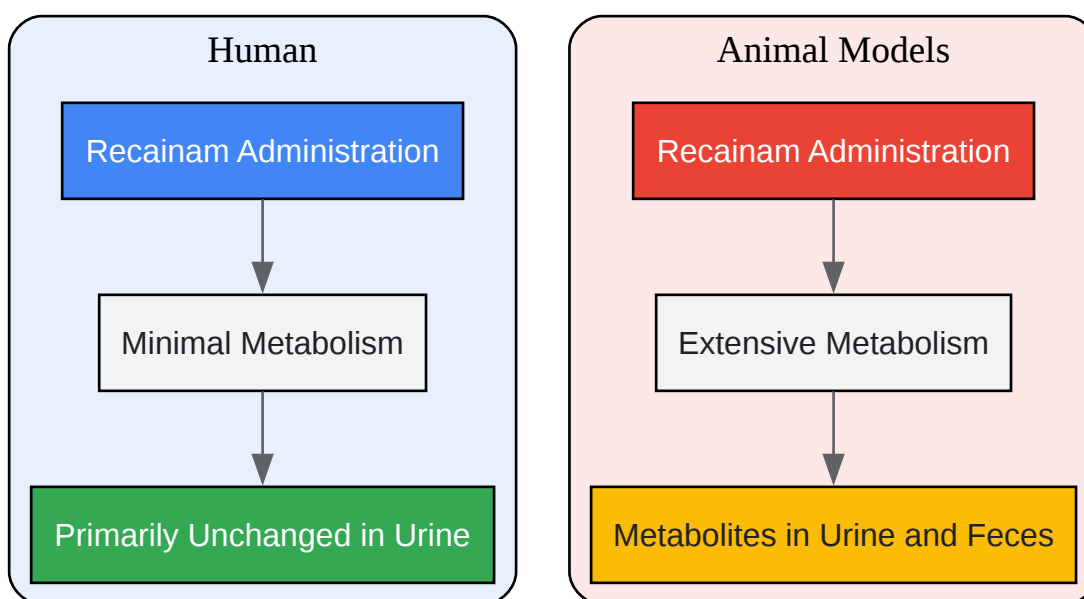 Human
Recainam Administration
Minimal Metabolism
Primarily Unchanged in Urine
Animal Models
Recainam Administration
Extensive Metabolism
Metabolites in Urine and Feces